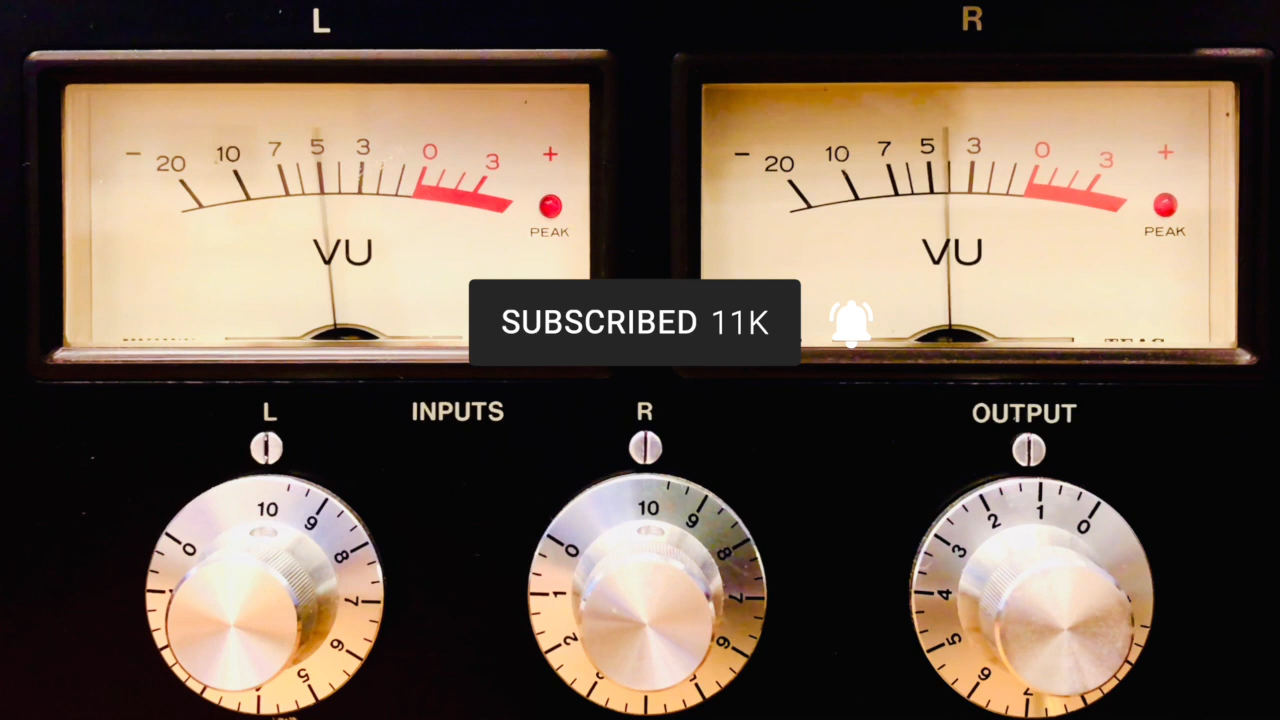 L R
- 20 10 7 5 3 0 3 +
- 20 10 7 5 3 0 3 +
PEAK PEAK
VU VU
SUBSCRIBED 11K
L INPUTS R OUTPUT
0 10 9 8 7 6 5
0 10 9 8 7 6 2 1
4 3 2 1 0 5 6 7